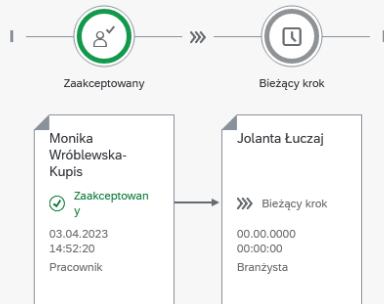 Zaakceptowany
Bieżący krok
Monika
Wróblewska-
Kupis
Zaakceptowan
y
03.04.2023
14:52:20
Pracownik
Jolanta Łuczaj
Bieżący krok
00.00.0000
00:00:00
Branżysta